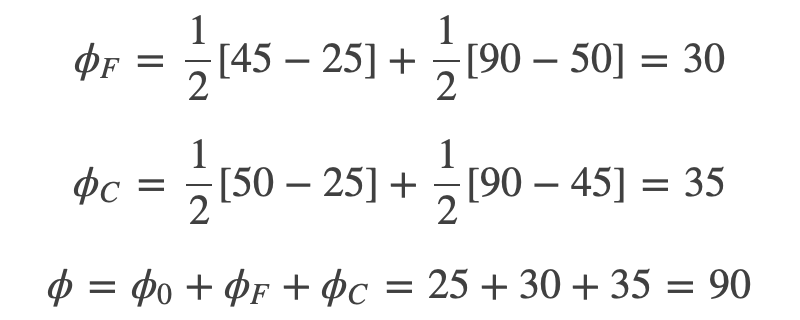 ϕ_F = 1/2 [45 − 25] + 1/2 [90 − 50] = 30
ϕ_C = 1/2 [50 − 25] + 1/2 [90 − 45] = 35
ϕ = ϕ_0 + ϕ_F + ϕ_C = 25 + 30 + 35 = 90